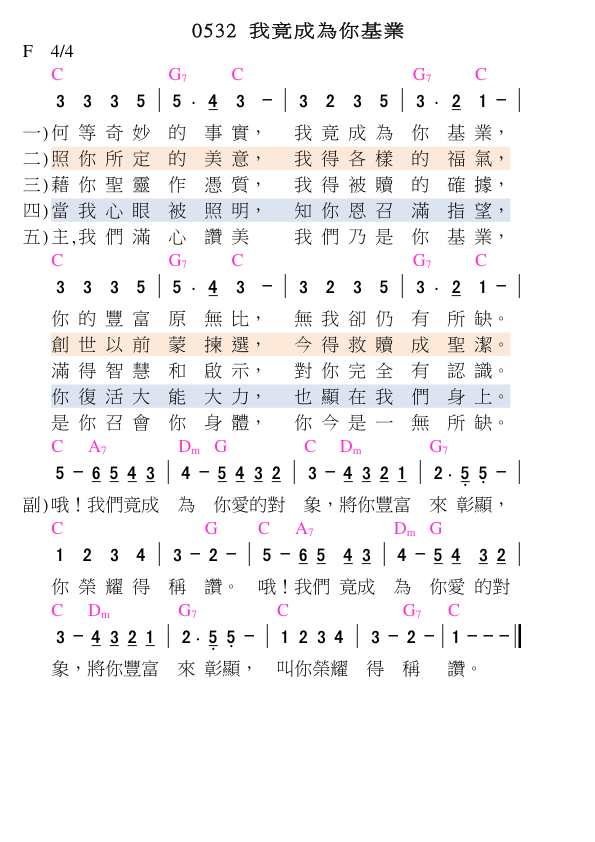 0532 我竟成為你基業
F 4/4
C G7 C G7 C
3 3 3 5 | 5 · 4 3 – | 3 2 3 5 | 3 · 2 1 – |
一)何等奇妙的事實，我竟成為你基業，
二)照你所定的美意，我得各樣的福氣，
三)藉你聖靈作憑質，我得被贖的確據，
四)當我心眼被照明，知你恩召滿指望，
五)主,我們滿心讚美 我們乃是你基業，
C G7 C G7 C
3 3 3 5 | 5 · 4 3 – | 3 2 3 5 | 3 · 2 1 – |
你的豐富原無比，無我卻仍有所缺。
創世以前蒙揀選，今得救贖成聖潔。
滿得智慧和啟示，對你完全有認識。
你復活大能大力，也顯在我們身上。
是你召會你身體，你今是一無所缺。
C A7 Dm G C Dm G7
5 – 6 5 4 3 | 4 – 5 4 3 2 | 3 – 4 3 2 1 | 2 · 5 5 – |
副)哦！我們竟成 為 你愛的對 象，將你豐富 來 彰顯，
C G C A7 Dm G
1 2 3 4 | 3 – 2 – | 5 – 6 5 4 3 | 4 – 5 4 3 2 |
你榮耀得 稱 讚。 哦！我們 竟成 為 你愛 的對
C Dm G7 C G7 C
3 – 4 3 2 1 | 2 · 5 5 – | 1 2 3 4 | 3 – 2 – | 1 – – – ||
象，將你豐富 來 彰顯， 叫你榮耀 得 稱 讚。